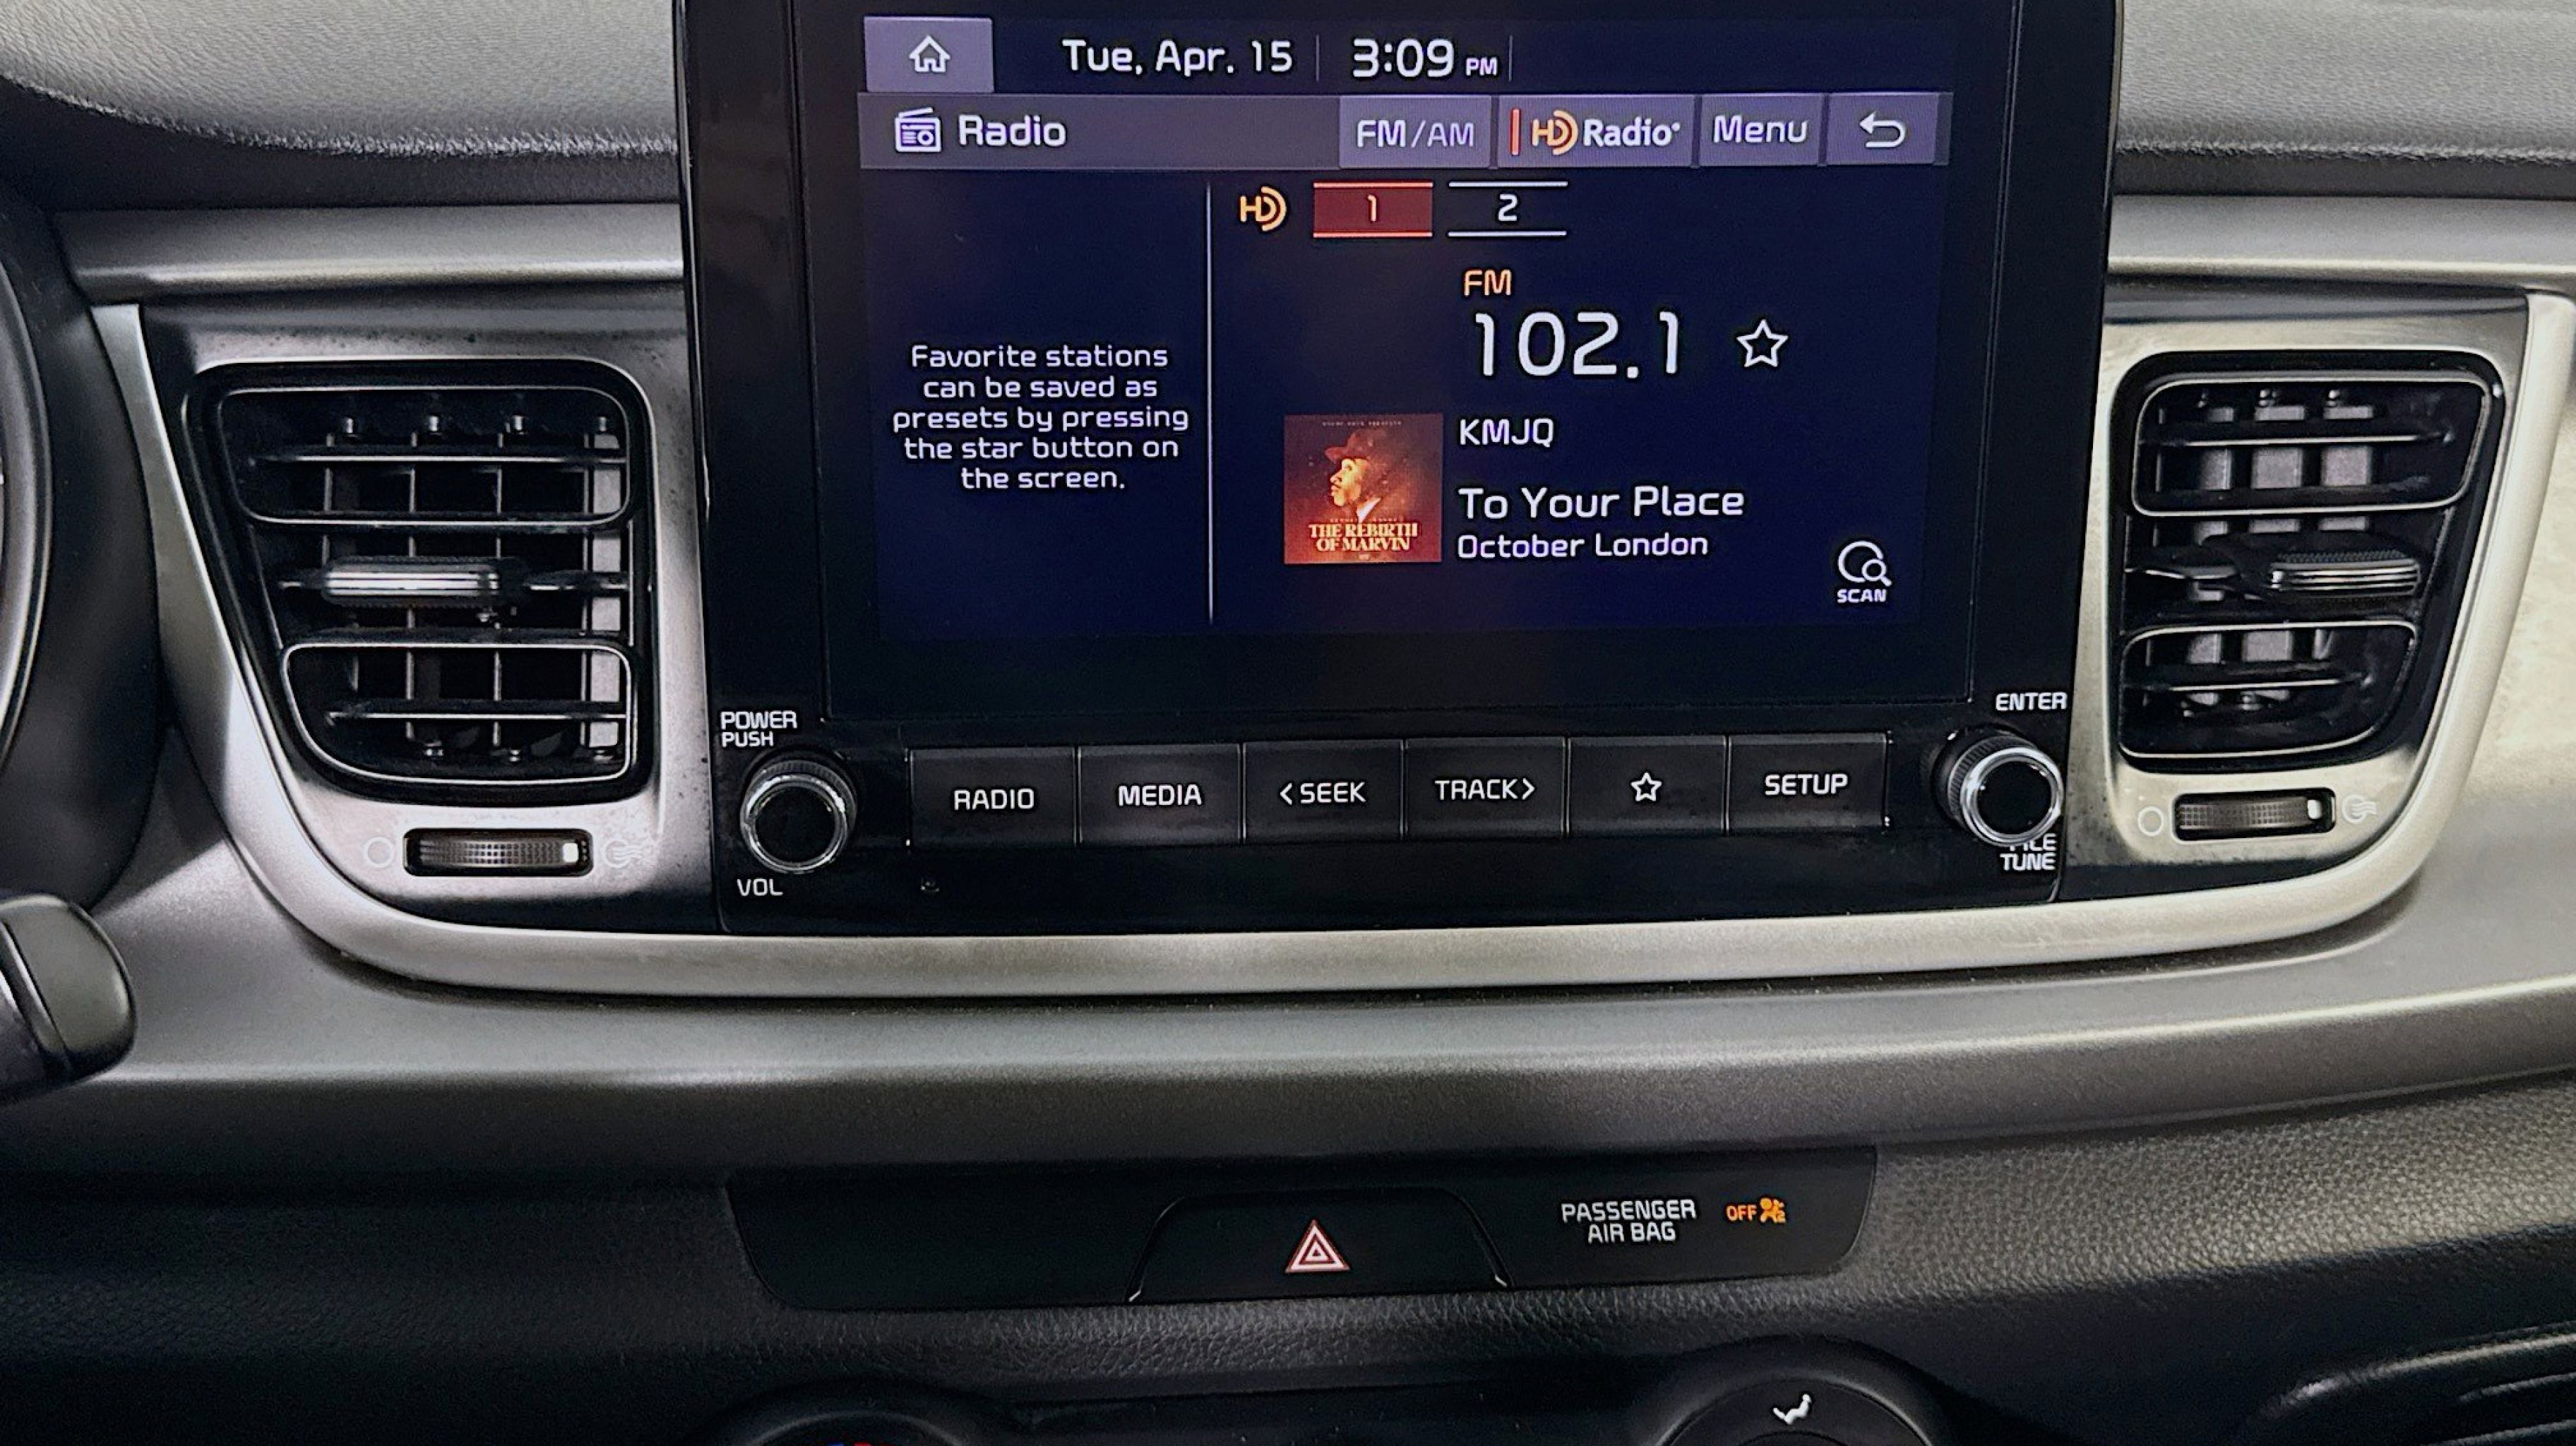 Tue, Apr. 15
3:09 PM
Radio
FM/AM
HD Radio
Menu
HD
1
2
FM
102.1
Favorite stations
can be saved as
presets by pressing
the star button on
the screen.
KMJQ
To Your Place
October London
THE REBIRTH
OF MARVIN
SCAN
POWER
PUSH
VOL
RADIO
MEDIA
<SEEK
TRACK>
SETUP
ENTER
TUNE
PASSENGER
AIR BAG
OFF